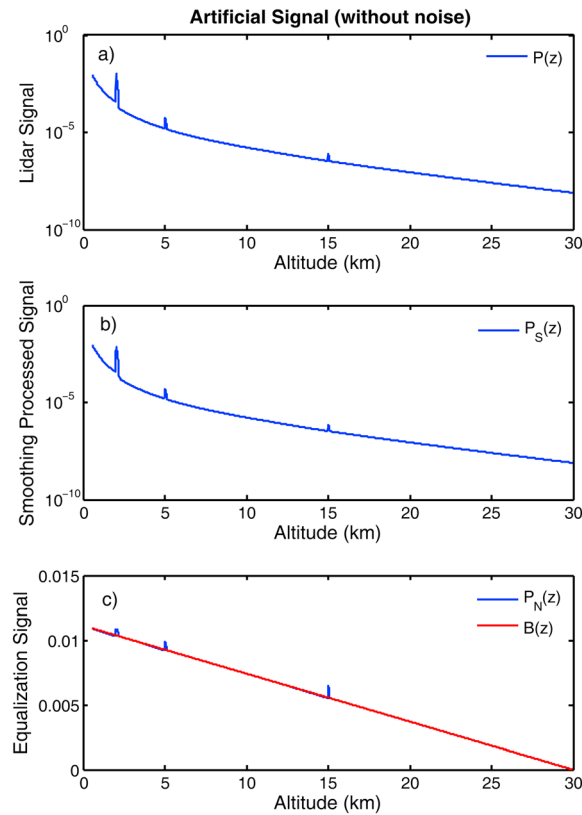 Artificial Signal (without noise)
a)
P(z)
Lidar Signal
10^0
10^-5
10^-10
0 5 10 15 20 25 30
Altitude (km)
b)
P_S(z)
Smoothing Processed Signal
10^0
10^-5
10^-10
0 5 10 15 20 25 30
Altitude (km)
c)
P_N(z)
B(z)
Equalization Signal
0.015
0.01
0.005
0
0 5 10 15 20 25 30
Altitude (km)